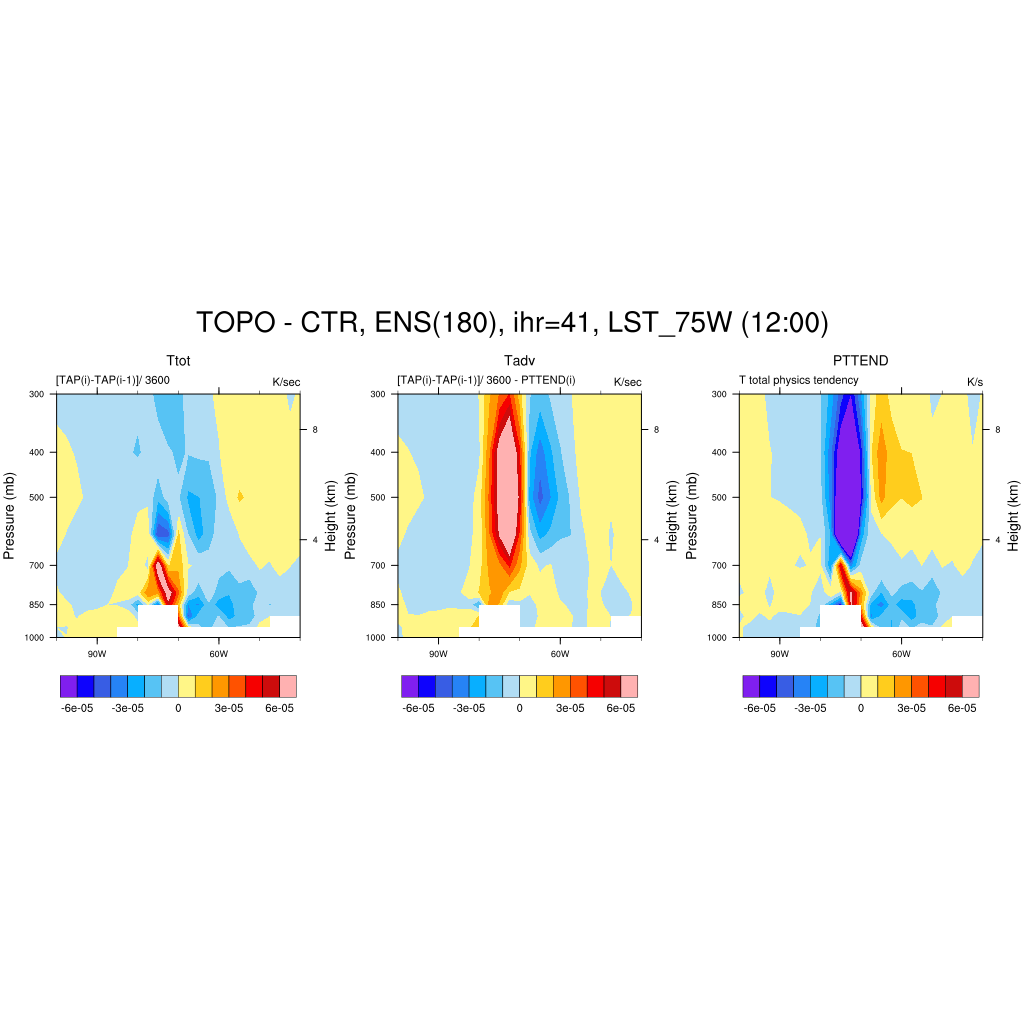 TOPO - CTR, ENS(180), ihr=41, LST_75W (12:00)
Ttot
[TAP(i)-TAP(i-1)]/ 3600 K/sec
300
400
500
700
850
1000
Pressure (mb)
8
4
Height (km)
90W 60W
-6e-05 -3e-05 0 3e-05 6e-05
Tadv
[TAP(i)-TAP(i-1)]/ 3600 - PTTEND(i) K/sec
300
400
500
700
850
1000
Pressure (mb)
8
4
Height (km)
90W 60W
-6e-05 -3e-05 0 3e-05 6e-05
PTTEND
T total physics tendency K/s
300
400
500
700
850
1000
Pressure (mb)
8
4
Height (km)
90W 60W
-6e-05 -3e-05 0 3e-05 6e-05